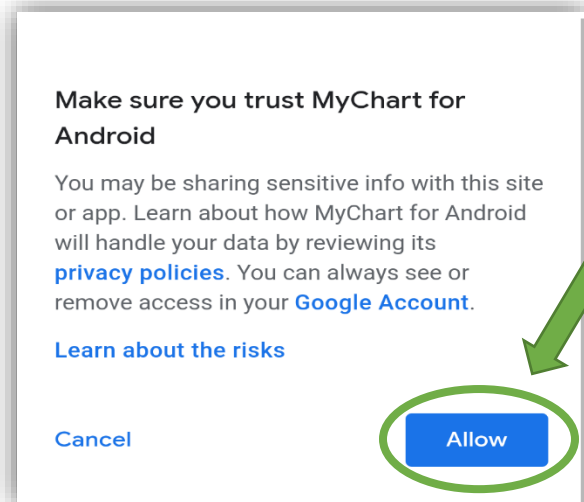 Make sure you trust MyChart for
Android
You may be sharing sensitive info with this site
or app. Learn about how MyChart for Android
will handle your data by reviewing its
privacy policies. You can always see or
remove access in your Google Account.
Learn about the risks
Cancel
Allow